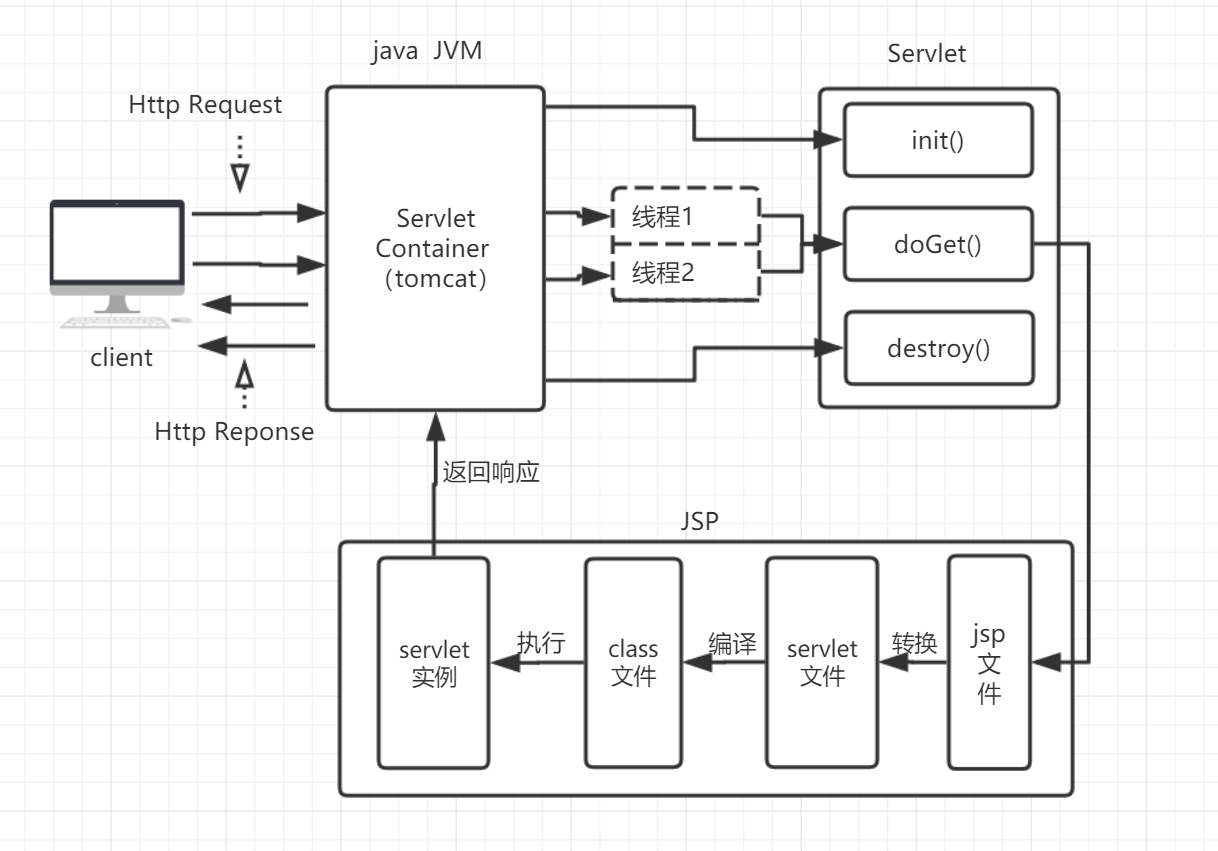 java JVM
Servlet
Http Request
init()
Servlet
Container
（tomcat）
线程1
线程2
doGet()
destroy()
client
Http Reponse
返回响应
JSP
servlet
实例
执行
class
文件
编译
servlet
文件
转换
jsp
文
件